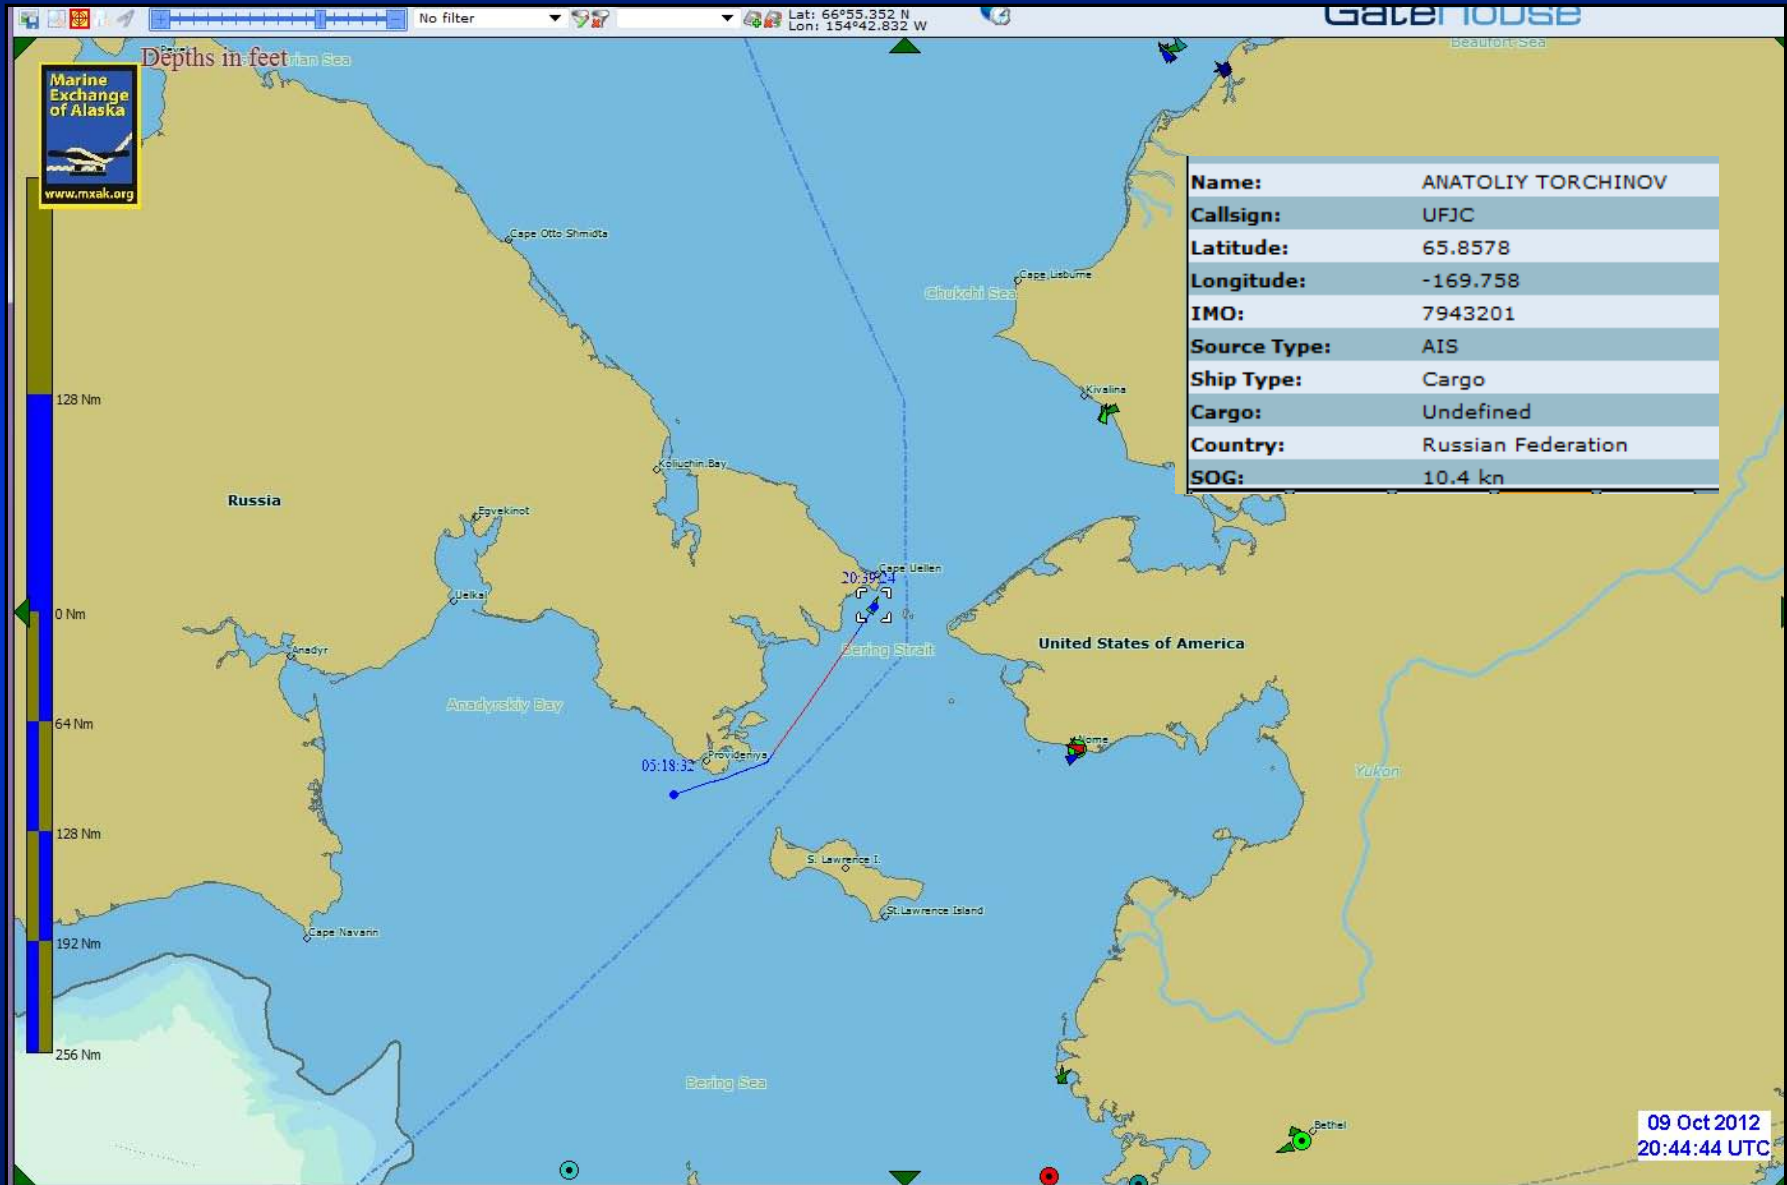 No filter
Lat: 66°55.352 N
Lon: 154°42.832 W
GateHouse
Depths in feet
Beaufort Sea
Marine
Exchange
of Alaska
www.mxak.org
Name: ANATOLIY TORCHINOV
Callsign: UFJC
Latitude: 65.8578
Longitude: -169.758
IMO: 7943201
Source Type: AIS
Ship Type: Cargo
Cargo: Undefined
Country: Russian Federation
SOG: 10.4 kn
Cape Otto Shmidta
Cape Lisburne
Chukchi Sea
Kivalina
128 Nm
Koliuchin Bay
Russia
Egvekinot
Cape Uellen
20:39:24
Uelkal
0 Nm
Anadyr
Bering Strait
United States of America
Anadyrskiy Bay
64 Nm
Nome
Provideniya
05:18:32
Yukon
128 Nm
S. Lawrence I.
St.Lawrence Island
Cape Navarin
192 Nm
256 Nm
Bering Sea
Bethel
09 Oct 2012
20:44:44 UTC